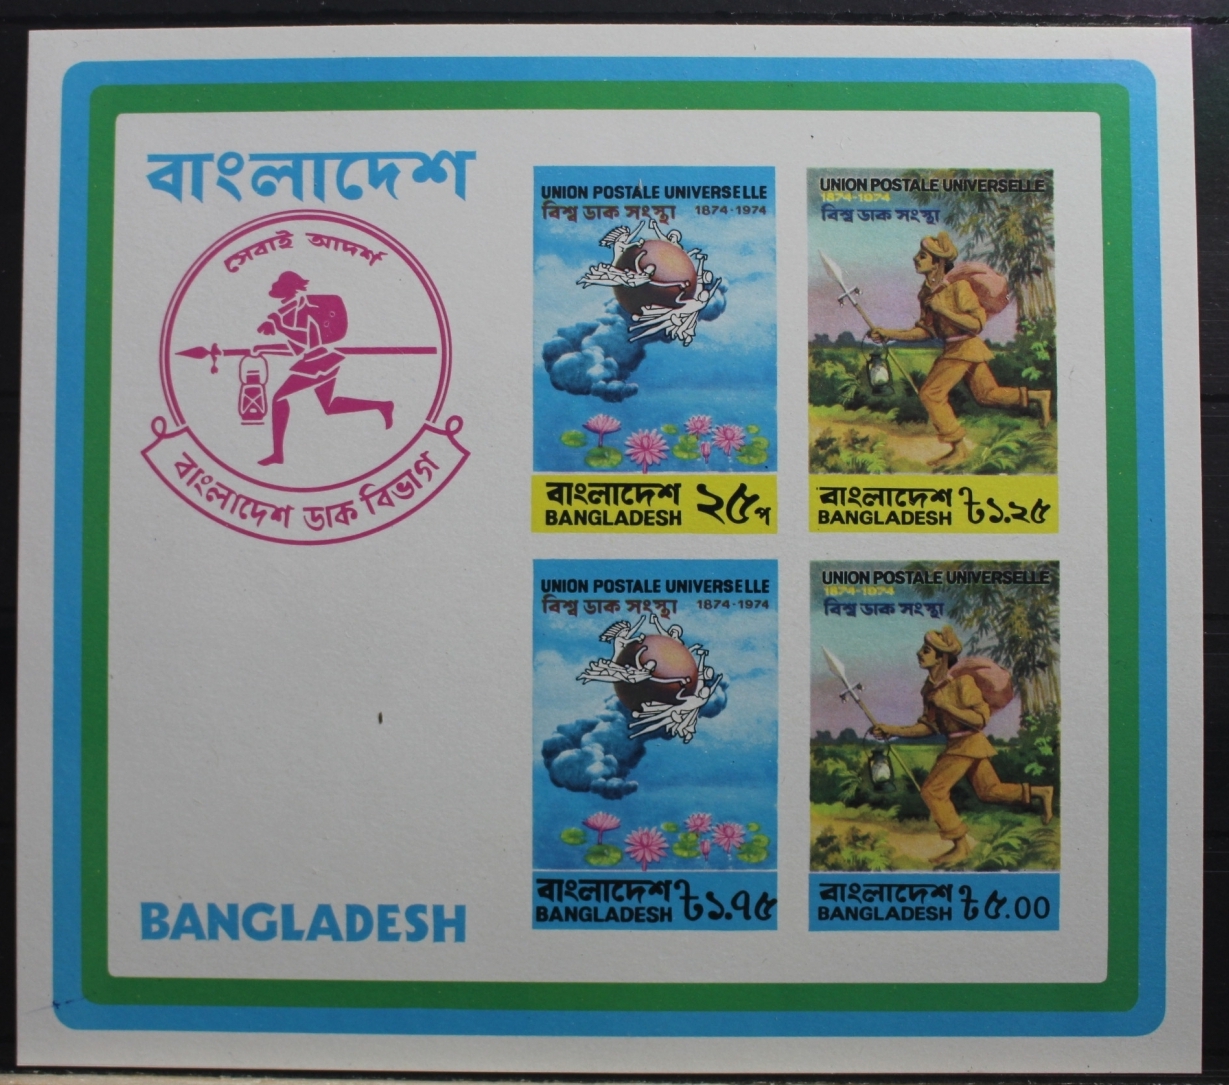 বাংলাদেশ
সেবাই আদর্শ
বাংলাদেশ ডাক বিভাগ
BANGLADESH
UNION POSTALE UNIVERSELLE
বিশ্ব ডাক সংস্থা 1874-1974
বাংলাদেশ ২৫প
BANGLADESH
UNION POSTALE UNIVERSELLE
1874-1974
বিশ্ব ডাক সংস্থা
বাংলাদেশ ৳১.২৫
BANGLADESH
UNION POSTALE UNIVERSELLE
বিশ্ব ডাক সংস্থা 1874-1974
বাংলাদেশ ৳১.৭৫
BANGLADESH
UNION POSTALE UNIVERSELLE
1874-1974
বিশ্ব ডাক সংস্থা
বাংলাদেশ ৳৫.00
BANGLADESH